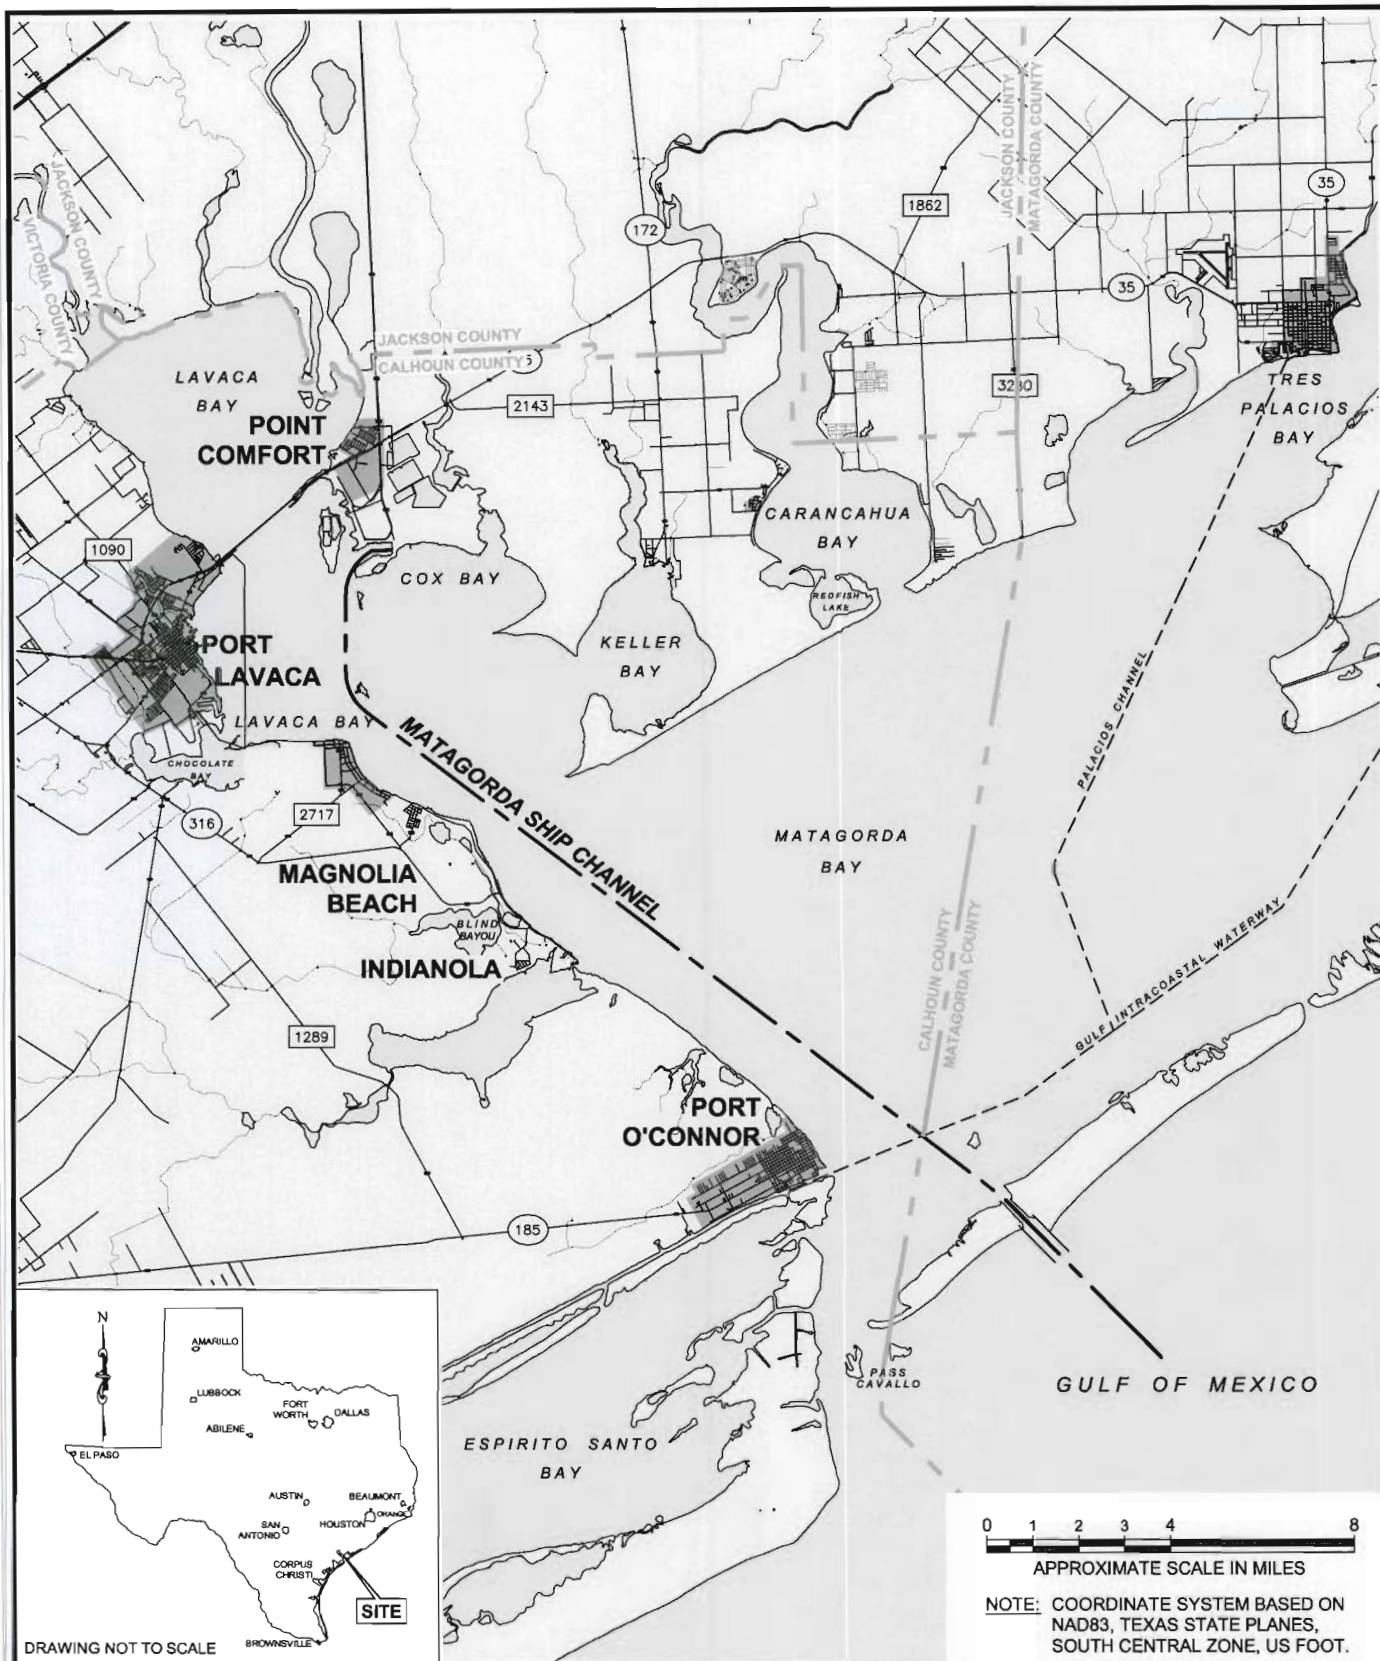 JACKSON COUNTY
VICTORIA COUNTY
JACKSON COUNTY
MATAGORDA COUNTY
35
1862
172
35
JACKSON COUNTY
CALHOUN COUNTY
LAVACA
BAY
2143
POINT
COMFORT
TRES
PALACIOS
BAY
CARANCAHUA
BAY
1090
COX BAY
REDFISH
LAKE
KELLER
BAY
PORT
LAVACA
LAVACA BAY
CHOCOLATE
BAY
MATAGORDA SHIP CHANNEL
PALACIOS CHANNEL
316
2717
MATAGORDA
BAY
MAGNOLIA
BEACH
BLIND
BAYOU
INDIANOLA
CALHOUN COUNTY
MATAGORDA COUNTY
GULF INTRACOASTAL WATERWAY
1289
PORT
O'CONNOR
185
PASS
CAVALLO
GULF OF MEXICO
ESPIRITO SANTO
BAY
N
AMARILLO
LUBBOCK
FORT
WORTH
DALLAS
ABILENE
EL PASO
AUSTIN
BEAUMONT
ORANGE
SAN
ANTONIO
HOUSTON
CORPUS
CHRISTI
SITE
BROWNSVILLE
DRAWING NOT TO SCALE
0 1 2 3 4 8
APPROXIMATE SCALE IN MILES
NOTE: COORDINATE SYSTEM BASED ON
NAD83, TEXAS STATE PLANES,
SOUTH CENTRAL ZONE, US FOOT.